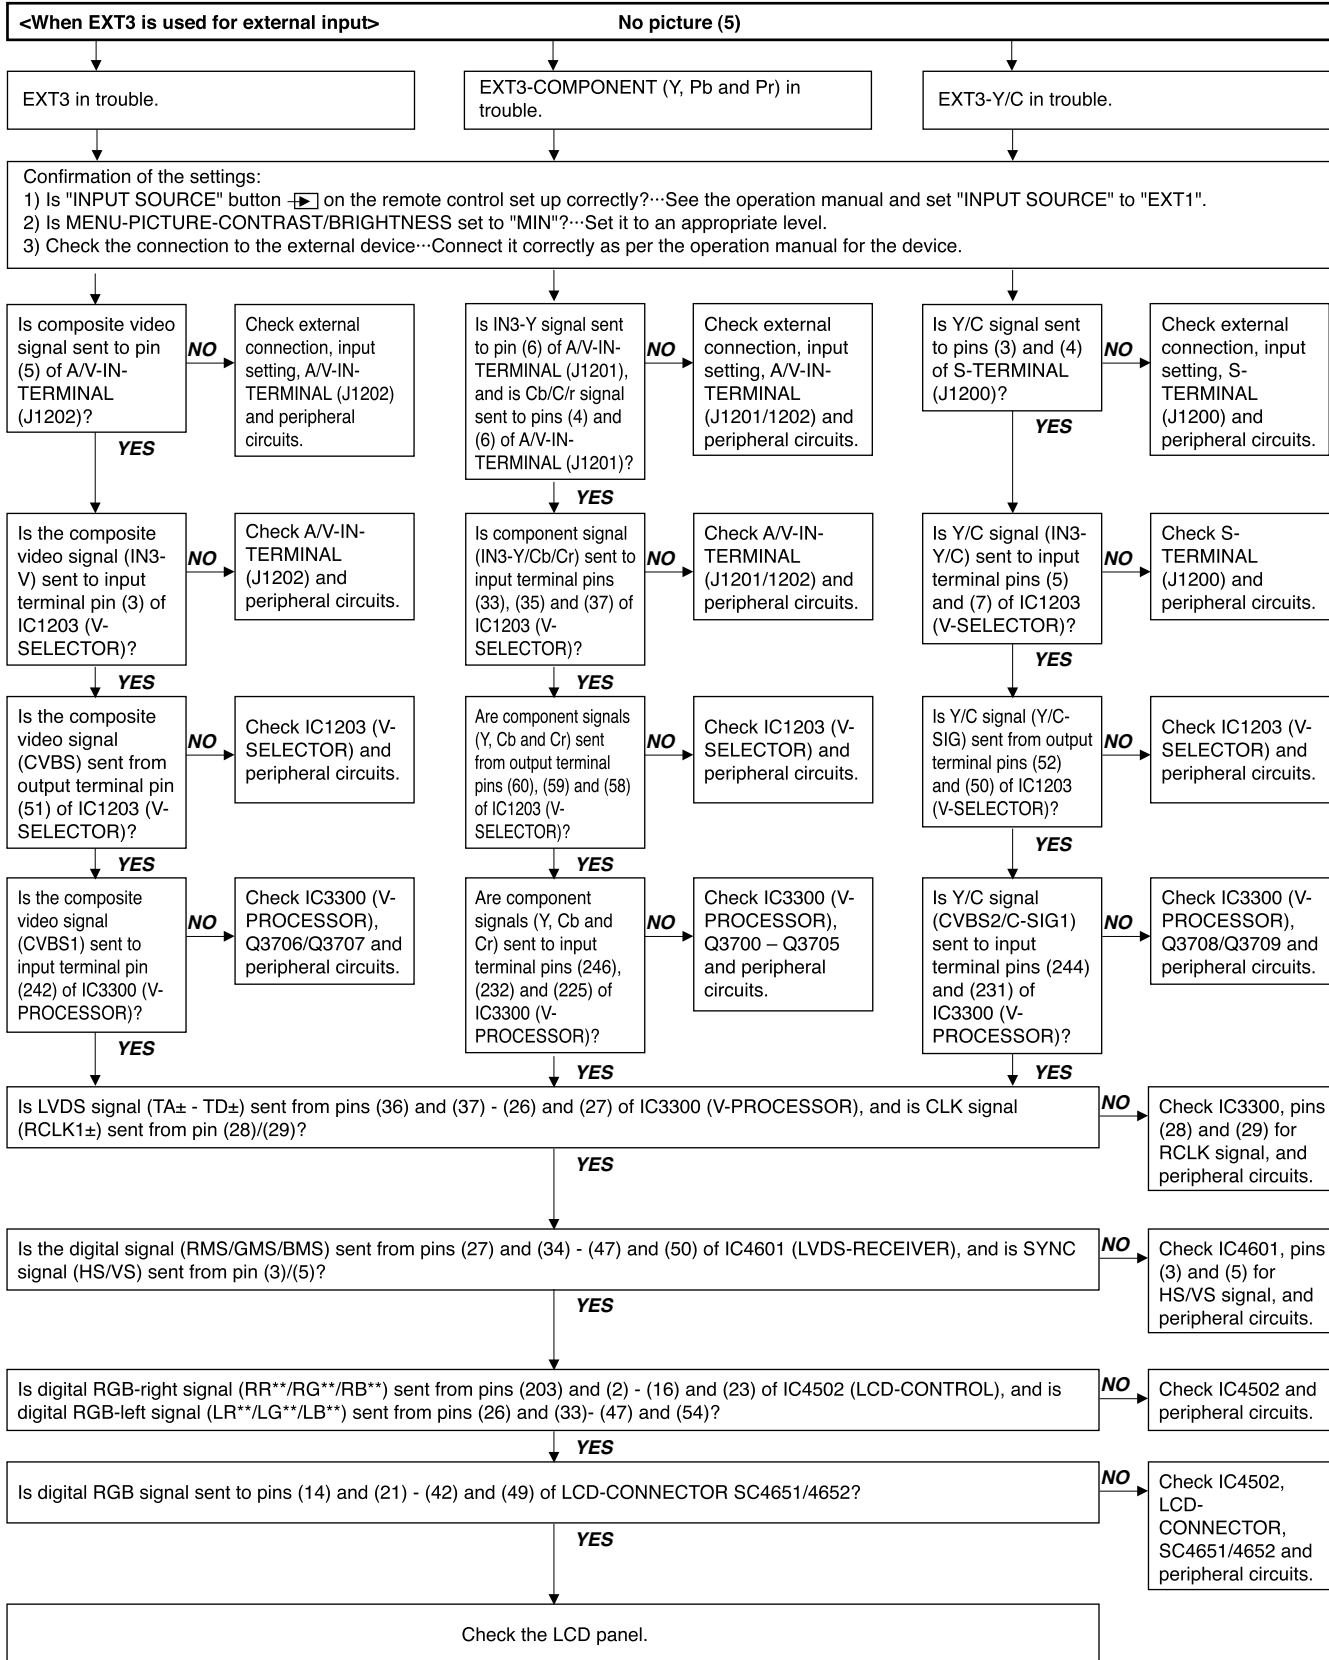 <When EXT3 is used for external input>
No picture (5)
EXT3 in trouble.
EXT3-COMPONENT (Y, Pb and Pr) in
trouble.
EXT3-Y/C in trouble.
Confirmation of the settings:
1) Is "INPUT SOURCE" button on the remote control set up correctly?···See the operation manual and set "INPUT SOURCE" to "EXT1".
2) Is MENU-PICTURE-CONTRAST/BRIGHTNESS set to "MIN"?···Set it to an appropriate level.
3) Check the connection to the external device···Connect it correctly as per the operation manual for the device.
Is composite video
signal sent to pin
(5) of A/V-IN-
TERMINAL
(J1202)?
NO
Check external
connection, input
setting, A/V-IN-
TERMINAL (J1202)
and peripheral
circuits.
YES
Is IN3-Y signal sent
to pin (6) of A/V-IN-
TERMINAL (J1201),
and is Cb/C/r signal
sent to pins (4) and
(6) of A/V-IN-
TERMINAL (J1201)?
NO
Check external
connection, input
setting, A/V-IN-
TERMINAL
(J1201/1202) and
peripheral circuits.
YES
Is Y/C signal sent
to pins (3) and (4)
of S-TERMINAL
(J1200)?
NO
Check external
connection, input
setting, S-
TERMINAL
(J1200) and
peripheral circuits.
YES
Is the composite
video signal (IN3-
V) sent to input
terminal pin (3) of
IC1203 (V-
SELECTOR)?
NO
Check A/V-IN-
TERMINAL
(J1202) and
peripheral circuits.
YES
Is component signal
(IN3-Y/Cb/Cr) sent to
input terminal pins
(33), (35) and (37) of
IC1203 (V-
SELECTOR)?
NO
Check A/V-IN-
TERMINAL
(J1201/1202) and
peripheral circuits.
YES
Is Y/C signal (IN3-
Y/C) sent to input
terminal pins (5)
and (7) of IC1203
(V-SELECTOR)?
NO
Check S-
TERMINAL
(J1200) and
peripheral circuits.
YES
Is the composite
video signal
(CVBS) sent from
output terminal pin
(51) of IC1203 (V-
SELECTOR)?
NO
Check IC1203 (V-
SELECTOR) and
peripheral circuits.
YES
Are component signals
(Y, Cb and Cr) sent
from output terminal
pins (60), (59) and (58)
of IC1203 (V-
SELECTOR)?
NO
Check IC1203 (V-
SELECTOR) and
peripheral circuits.
YES
Is Y/C signal (Y/C-
SIG) sent from output
terminal pins (52)
and (50) of IC1203
(V-SELECTOR)?
NO
Check IC1203 (V-
SELECTOR) and
peripheral circuits.
YES
Is the composite
video signal
(CVBS1) sent to
input terminal pin
(242) of IC3300 (V-
PROCESSOR)?
NO
Check IC3300 (V-
PROCESSOR),
Q3706/Q3707 and
peripheral circuits.
YES
Are component
signals (Y, Cb and
Cr) sent to input
terminal pins (246),
(232) and (225) of
IC3300 (V-
PROCESSOR)?
NO
Check IC3300 (V-
PROCESSOR),
Q3700 – Q3705
and peripheral
circuits.
YES
Is Y/C signal
(CVBS2/C-SIG1)
sent to input
terminal pins (244)
and (231) of
IC3300 (V-
PROCESSOR)?
NO
Check IC3300 (V-
PROCESSOR),
Q3708/Q3709 and
peripheral circuits.
YES
Is LVDS signal (TA± - TD±) sent from pins (36) and (37) - (26) and (27) of IC3300 (V-PROCESSOR), and is CLK signal
(RCLK1±) sent from pin (28)/(29)?
NO
Check IC3300, pins
(28) and (29) for
RCLK signal, and
peripheral circuits.
YES
Is the digital signal (RMS/GMS/BMS) sent from pins (27) and (34) - (47) and (50) of IC4601 (LVDS-RECEIVER), and is SYNC
signal (HS/VS) sent from pin (3)/(5)?
NO
Check IC4601, pins
(3) and (5) for
HS/VS signal, and
peripheral circuits.
YES
Is digital RGB-right signal (RR**/RG**/RB**) sent from pins (203) and (2) - (16) and (23) of IC4502 (LCD-CONTROL), and is
digital RGB-left signal (LR**/LG**/LB**) sent from pins (26) and (33)- (47) and (54)?
NO
Check IC4502 and
peripheral circuits.
YES
Is digital RGB signal sent to pins (14) and (21) - (42) and (49) of LCD-CONNECTOR SC4651/4652?
NO
Check IC4502,
LCD-
CONNECTOR,
SC4651/4652 and
peripheral circuits.
YES
Check the LCD panel.